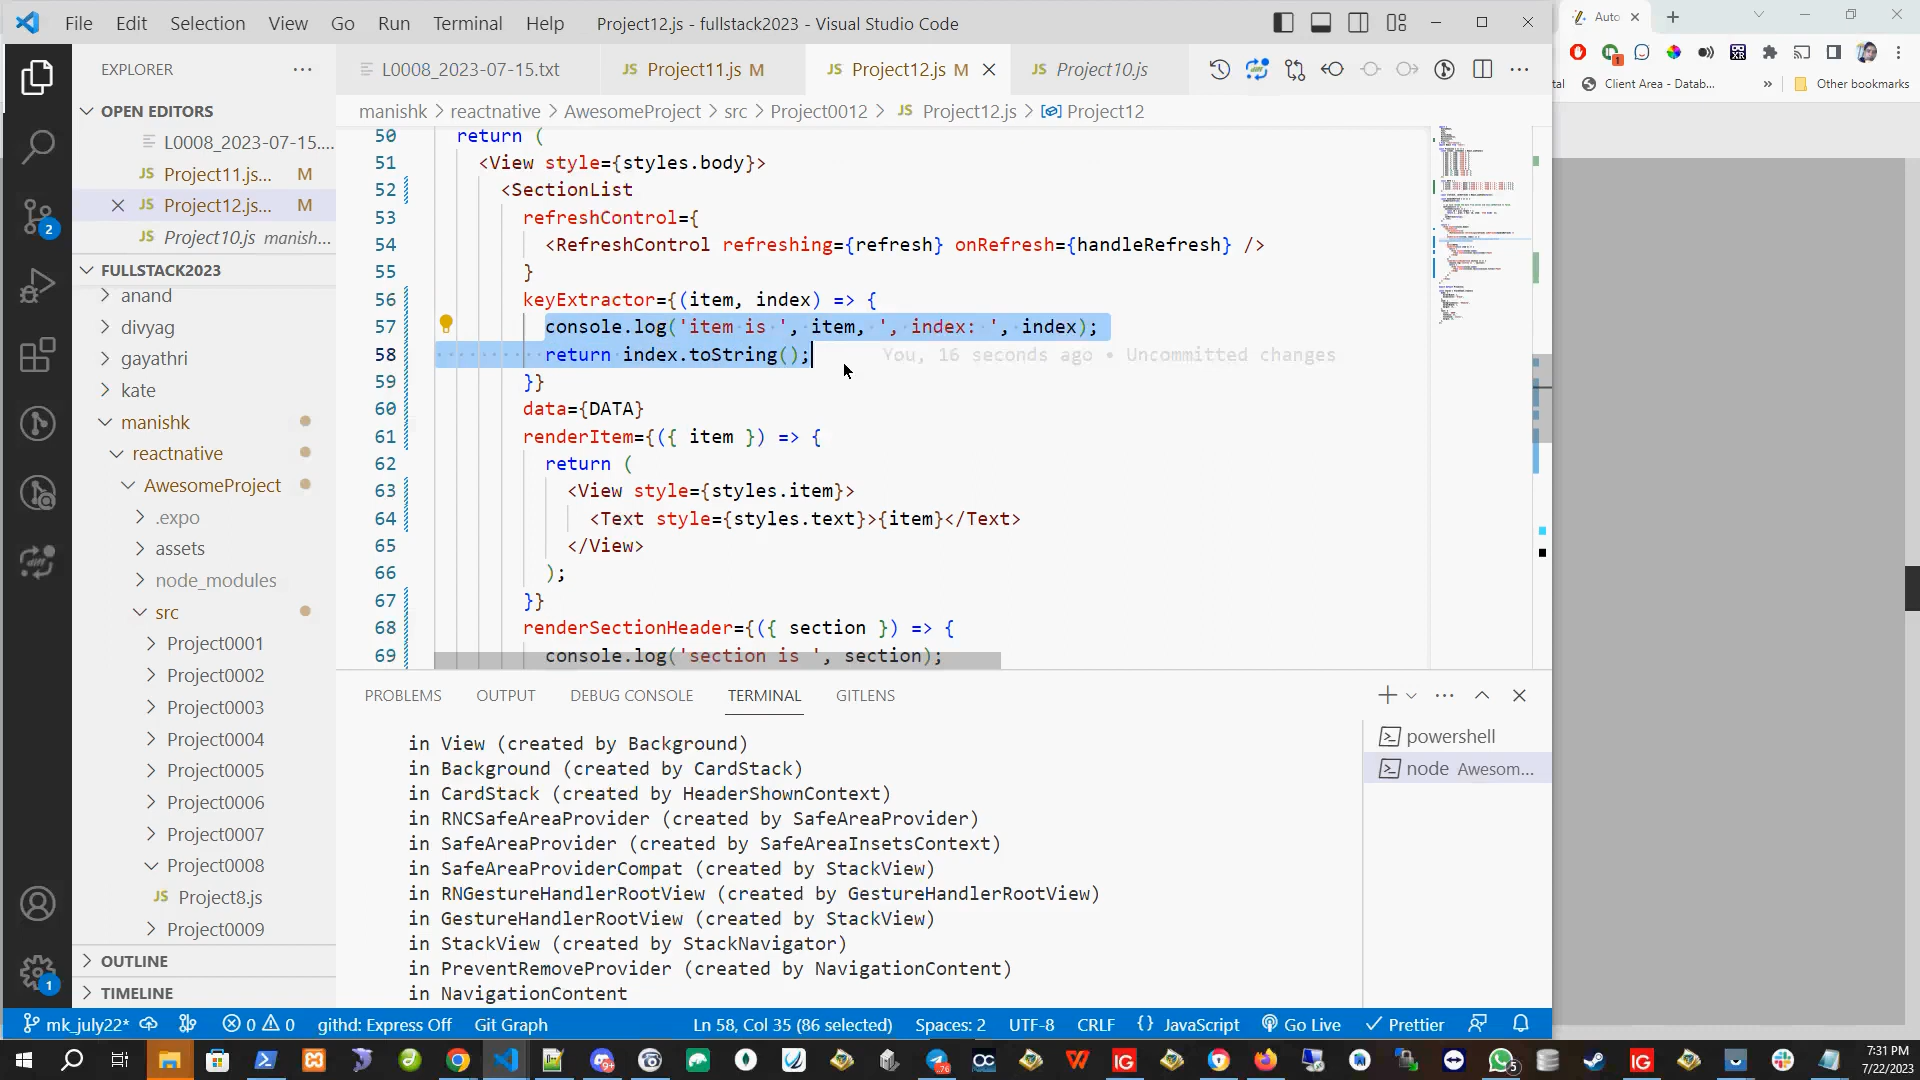 File Edit Selection View Go Run Terminal Help Project12.js - fullstack2023 - Visual Studio Code
Auto
EXPLORER
L0008_2023-07-15.txt
JS Project11.js M
JS Project12.js M
JS Project10.js
tal Client Area - Datab... » Other bookmarks
OPEN EDITORS
L0008_2023-07-15....
JS Project11.js... M
JS Project12.js... M
JS Project10.js manish...
FULLSTACK2023
anand
divyag
gayathri
kate
manishk
reactnative
AwesomeProject
.expo
assets
node_modules
src
Project0001
Project0002
Project0003
Project0004
Project0005
Project0006
Project0007
Project0008
JS Project8.js
Project0009
OUTLINE
TIMELINE
manishk > reactnative > AwesomeProject > src > Project0012 > JS Project12.js > Project12
50 return (
51 <View style={styles.body}>
52 <SectionList
53 refreshControl={
54 <RefreshControl refreshing={refresh} onRefresh={handleRefresh} />
55 }
56 keyExtractor={(item, index) => {
57 console.log('item is ', item, ', index: ', index);
58 return index.toString(); You, 16 seconds ago • Uncommitted changes
59 }}
60 data={DATA}
61 renderItem={({ item }) => {
62 return (
63 <View style={styles.item}>
64 <Text style={styles.text}>{item}</Text>
65 </View>
66 );
67 }}
68 renderSectionHeader={({ section }) => {
69 console.log('section is ', section);
PROBLEMS OUTPUT DEBUG CONSOLE TERMINAL GITLENS
in View (created by Background)
in Background (created by CardStack)
in CardStack (created by HeaderShownContext)
in RNCSafeAreaProvider (created by SafeAreaProvider)
in SafeAreaProvider (created by SafeAreaInsetsContext)
in SafeAreaProviderCompat (created by StackView)
in RNGestureHandlerRootView (created by GestureHandlerRootView)
in GestureHandlerRootView (created by StackView)
in StackView (created by StackNavigator)
in PreventRemoveProvider (created by NavigationContent)
in NavigationContent
powershell
node Awesom...
2
1
mk_july22* 0 0 githd: Express Off Git Graph Ln 58, Col 35 (86 selected) Spaces: 2 UTF-8 CRLF {} JavaScript Go Live Prettier
7:31 PM
7/22/2023